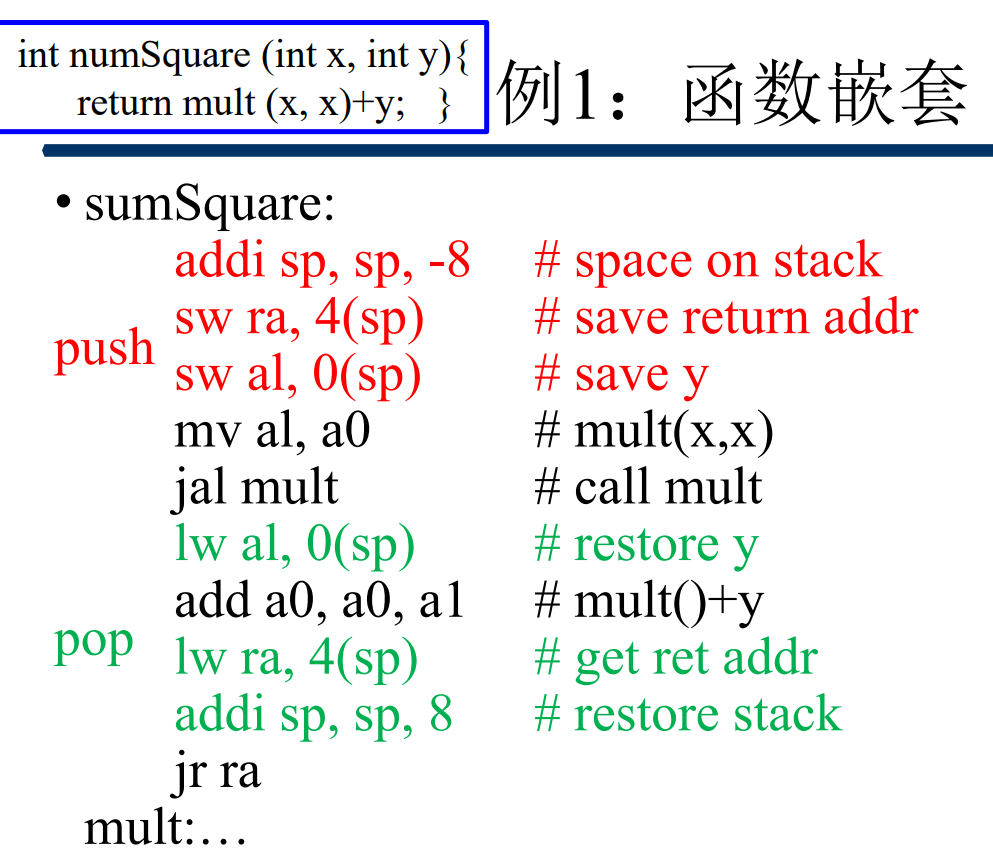 int numSquare (int x, int y){
return mult (x, x)+y; }
例1： 函数嵌套
• sumSquare:
addi sp, sp, -8 # space on stack
sw ra, 4(sp) # save return addr
push
sw al, 0(sp) # save y
mv al, a0 # mult(x,x)
jal mult # call mult
lw al, 0(sp) # restore y
add a0, a0, a1 # mult()+y
pop
lw ra, 4(sp) # get ret addr
addi sp, sp, 8 # restore stack
jr ra
mult:…